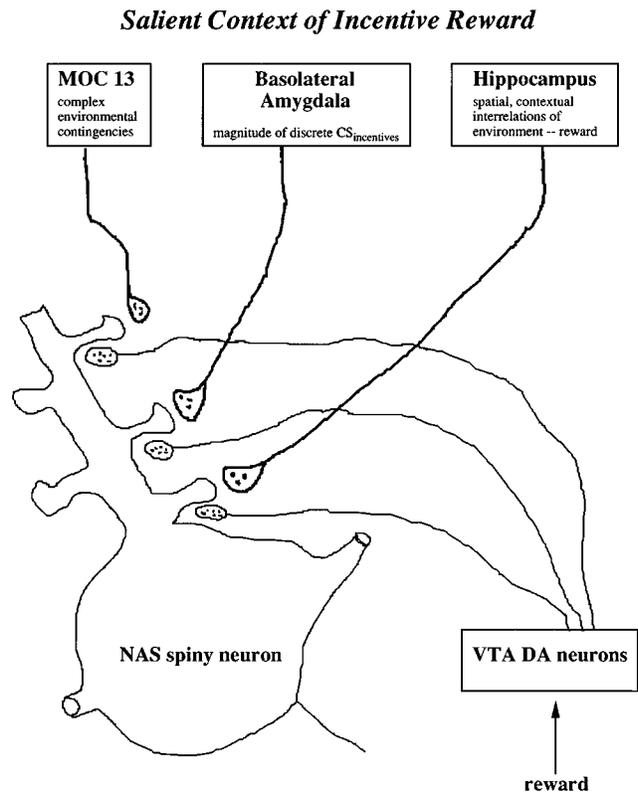 Salient Context of Incentive Reward
MOC 13
complex
environmental
contingencies
Basolateral
Amygdala
magnitude of discrete CSincentives
Hippocampus
spatial, contextual
interrelations of
environment -- reward
NAS spiny neuron
VTA DA neurons
reward